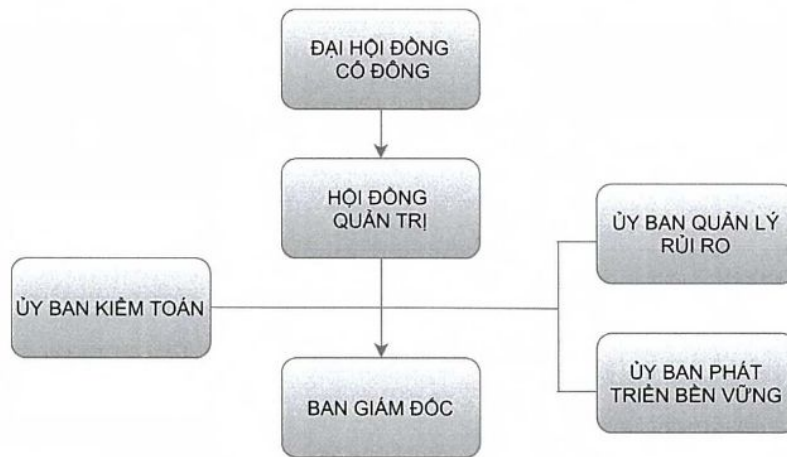 ĐẠI HỘI ĐỒNG
CỔ ĐÔNG
HỘI ĐỒNG
QUẢN TRỊ
ỦY BAN QUẢN LÝ
RỦI RO
ỦY BAN KIỂM TOÁN
BAN GIÁM ĐỐC
ỦY BAN PHÁT
TRIỂN BỀN VỮNG